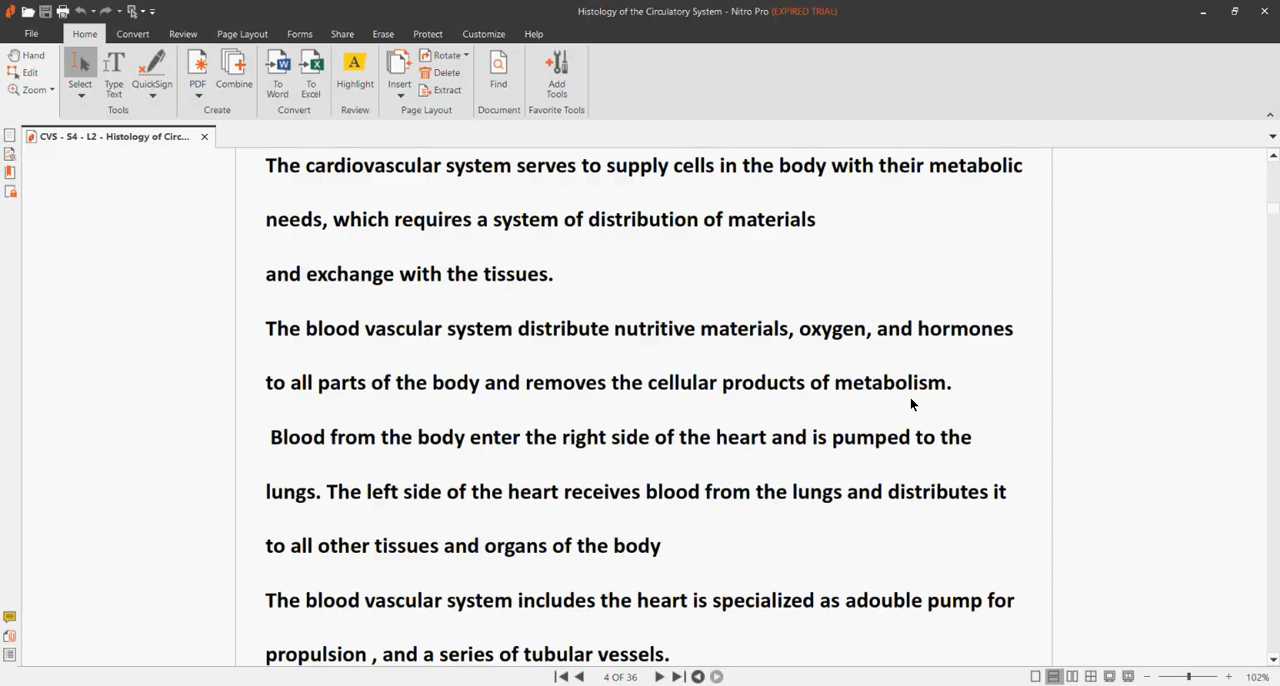 Histology of the Circulatory System - Nitro Pro (EXPIRED TRIAL)
File Home Convert Review Page Layout Forms Share Erase Protect Customize Help
Hand
Edit
Zoom
Select
Type Text
QuickSign
Tools
PDF
Combine
Create
To Word
To Excel
Convert
Highlight
Review
Insert
Rotate
Delete
Extract
Page Layout
Find
Document
Add Tools
Favorite Tools
CVS - S4 - L2 - Histology of Circ...
The cardiovascular system serves to supply cells in the body with their metabolic
needs, which requires a system of distribution of materials
and exchange with the tissues.
The blood vascular system distribute nutritive materials, oxygen, and hormones
to all parts of the body and removes the cellular products of metabolism.
Blood from the body enter the right side of the heart and is pumped to the
lungs. The left side of the heart receives blood from the lungs and distributes it
to all other tissues and organs of the body
The blood vascular system includes the heart is specialized as adouble pump for
propulsion , and a series of tubular vessels.
4 OF 36
102%